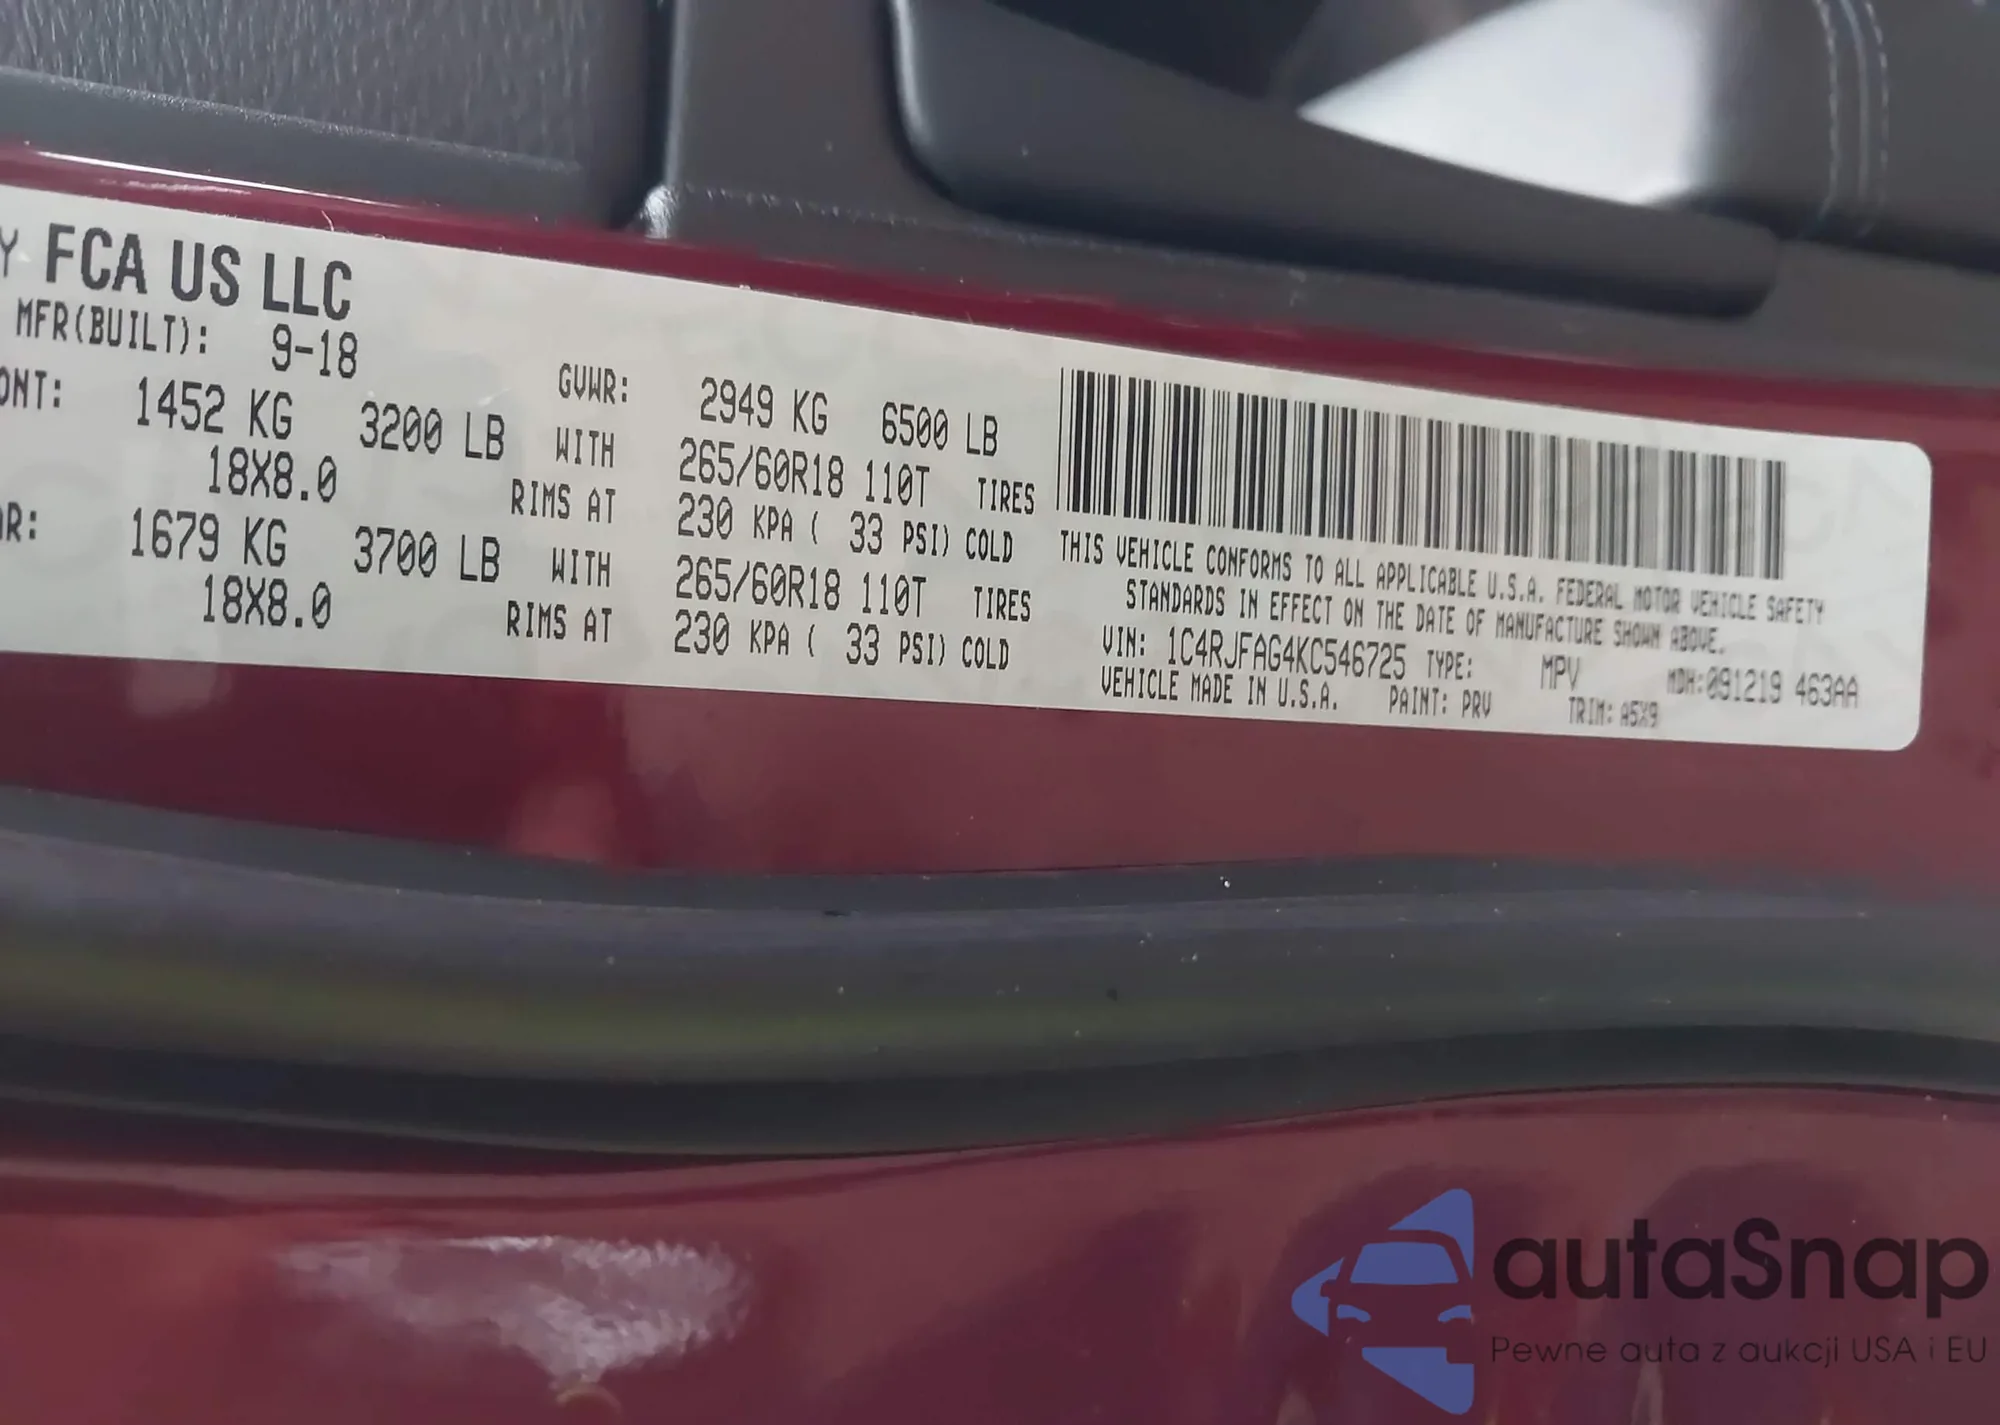 Y FCA US LLC
MFR(BUILT): 9-18
ONT: 1452 KG 3200 LB
18X8.0
AR: 1679 KG 3700 LB
18X8.0
GVWR: 2949 KG 6500 LB
WITH 265/60R18 110T TIRES
RIMS AT 230 KPA ( 33 PSI) COLD
WITH 265/60R18 110T TIRES
RIMS AT 230 KPA ( 33 PSI) COLD
THIS VEHICLE CONFORMS TO ALL APPLICABLE U.S.A. FEDERAL MOTOR VEHICLE SAFETY
STANDARDS IN EFFECT ON THE DATE OF MANUFACTURE SHOWN ABOVE.
VIN: 1C4RJFAG4KC546725 TYPE: MPV MDH:091219 463AA
VEHICLE MADE IN U.S.A. PAINT: PRV TRIM: A5X9
autaSnap
Pewne auta z aukcji USA i EU